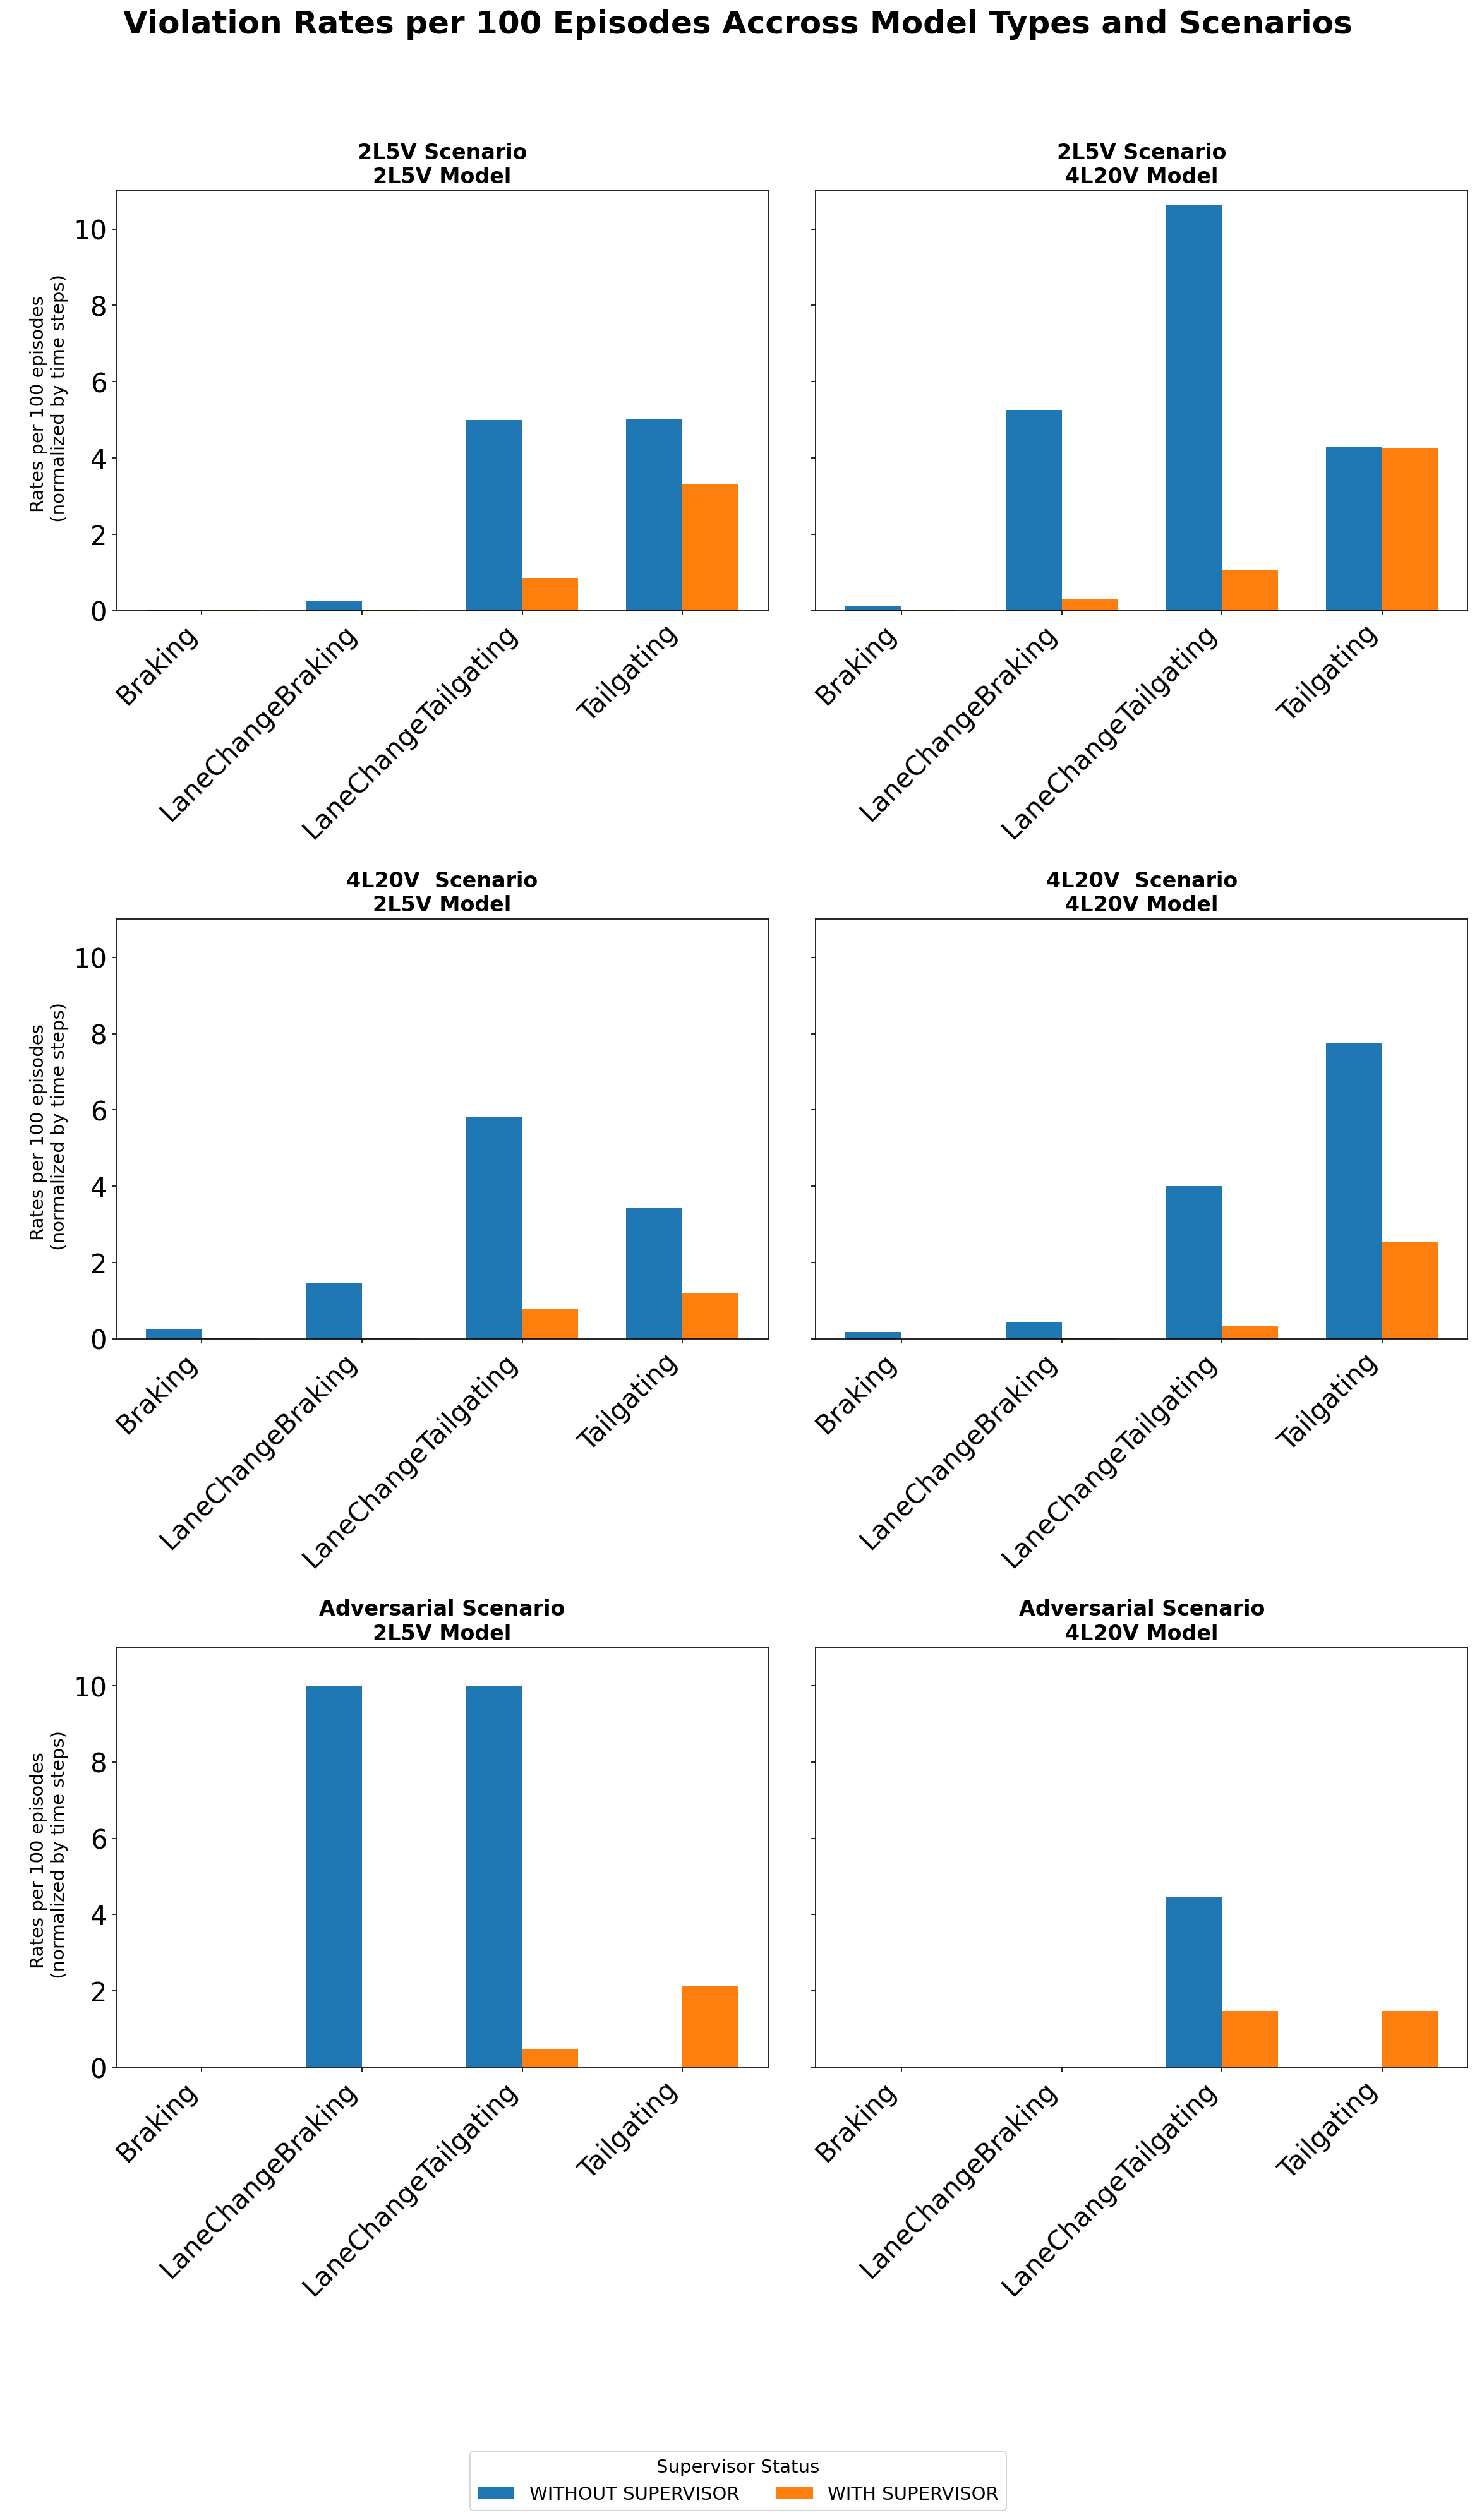 Violation Rates per 100 Episodes Accross Model Types and Scenarios
2L5V Scenario
2L5V Model
Rates per 100 episodes
(normalized by time steps)
10
8
6
4
2
0
Braking
LaneChangeBraking
LaneChangeTailgating
Tailgating
2L5V Scenario
4L20V Model
Braking
LaneChangeBraking
LaneChangeTailgating
Tailgating
4L20V  Scenario
2L5V Model
Rates per 100 episodes
(normalized by time steps)
10
8
6
4
2
0
Braking
LaneChangeBraking
LaneChangeTailgating
Tailgating
4L20V  Scenario
4L20V Model
Braking
LaneChangeBraking
LaneChangeTailgating
Tailgating
Adversarial Scenario
2L5V Model
Rates per 100 episodes
(normalized by time steps)
10
8
6
4
2
0
Braking
LaneChangeBraking
LaneChangeTailgating
Tailgating
Adversarial Scenario
4L20V Model
Braking
LaneChangeBraking
LaneChangeTailgating
Tailgating
Supervisor Status
WITHOUT SUPERVISOR
WITH SUPERVISOR